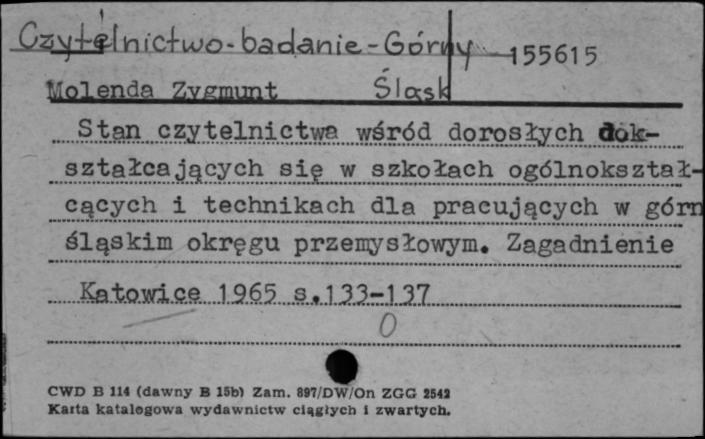 Czytelnictwo-badanie-Górny 155615
Molenda Zygmunt Śląsk
Stan czytelnictwa wśród dorosłych dok-
ształcających się w szkołach ogólnokształ-
cących i technikach dla pracujących w górn
śląskim okręgu przemysłowym. Zagadnienie
Katowice 1965 s.133-137
0
CWD B 114 (dawny B 15b) Zam. 897/DW/On ZGG 2542
Karta katalogowa wydawnictw ciągłych i zwartych.